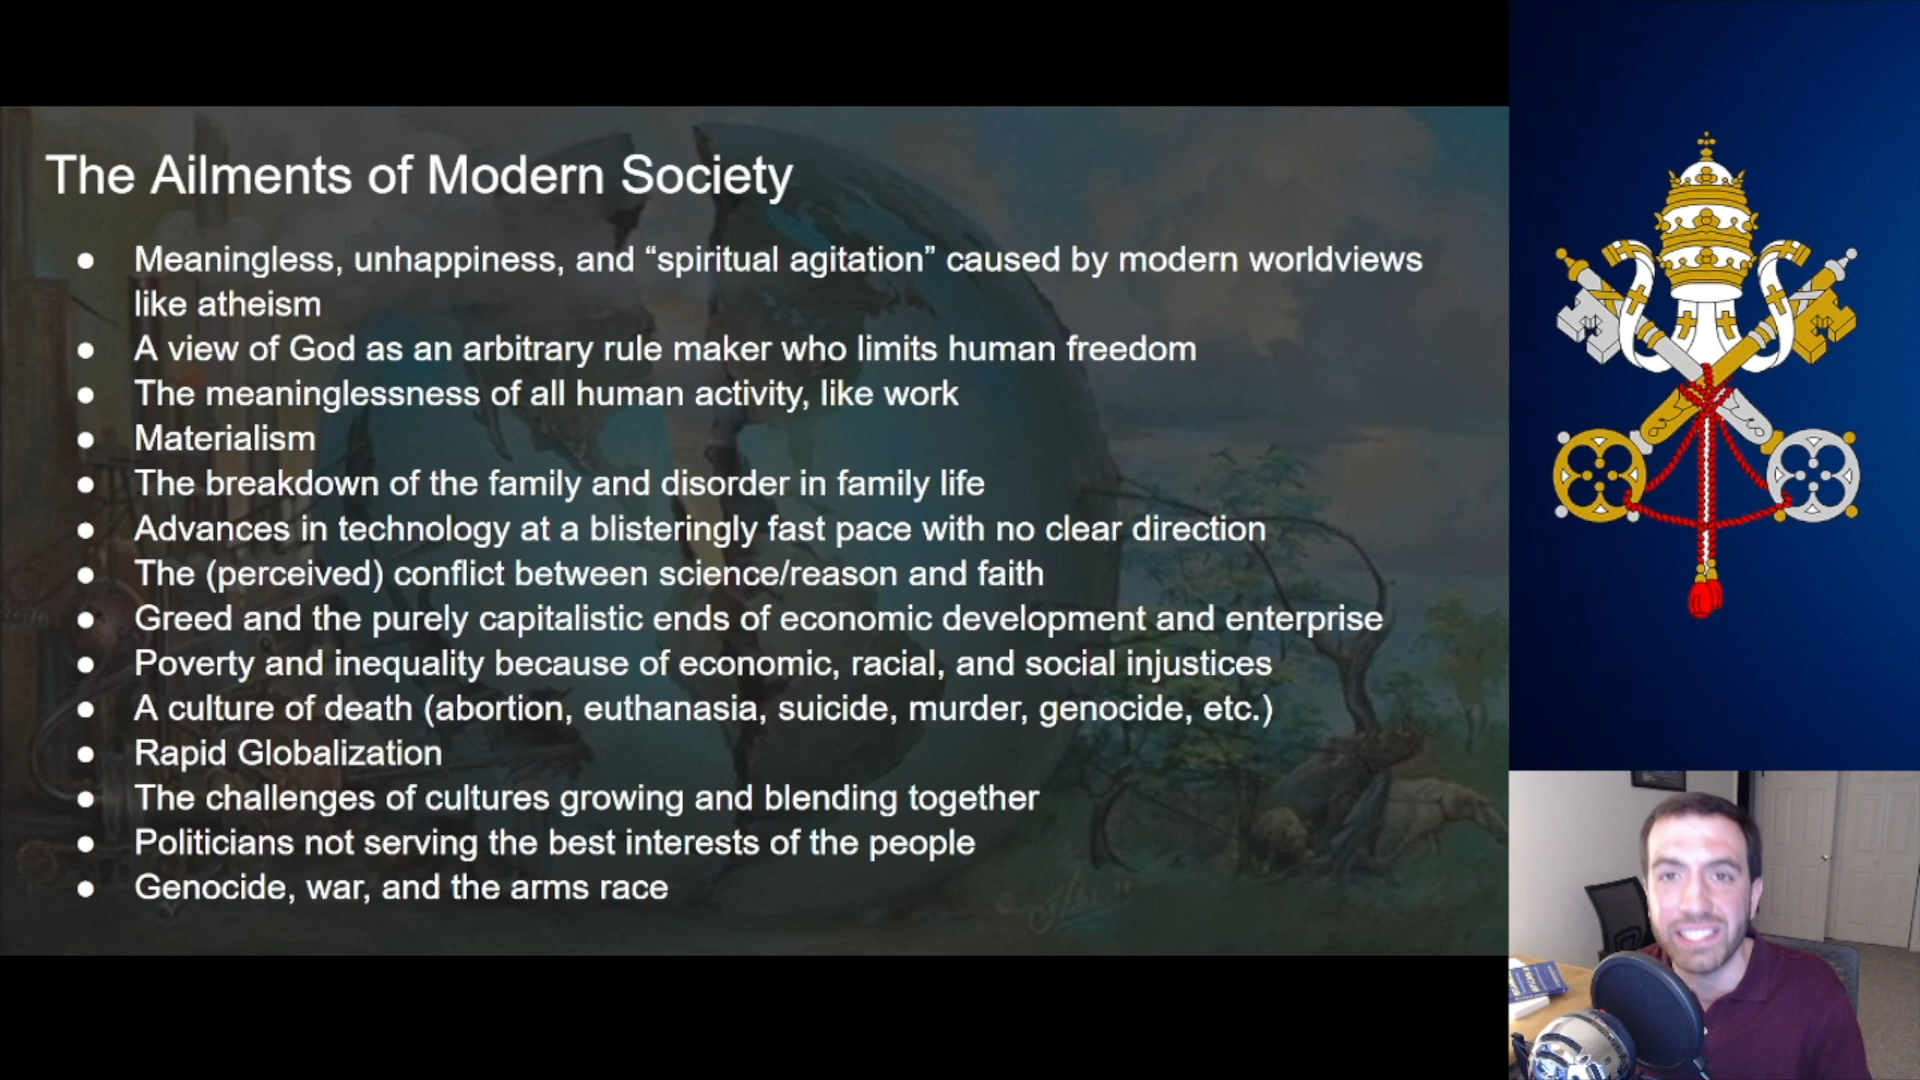 The Ailments of Modern Society
● Meaningless, unhappiness, and “spiritual agitation” caused by modern worldviews
like atheism
● A view of God as an arbitrary rule maker who limits human freedom
● The meaninglessness of all human activity, like work
● Materialism
● The breakdown of the family and disorder in family life
● Advances in technology at a blisteringly fast pace with no clear direction
● The (perceived) conflict between science/reason and faith
● Greed and the purely capitalistic ends of economic development and enterprise
● Poverty and inequality because of economic, racial, and social injustices
● A culture of death (abortion, euthanasia, suicide, murder, genocide, etc.)
● Rapid Globalization
● The challenges of cultures growing and blending together
● Politicians not serving the best interests of the people
● Genocide, war, and the arms race